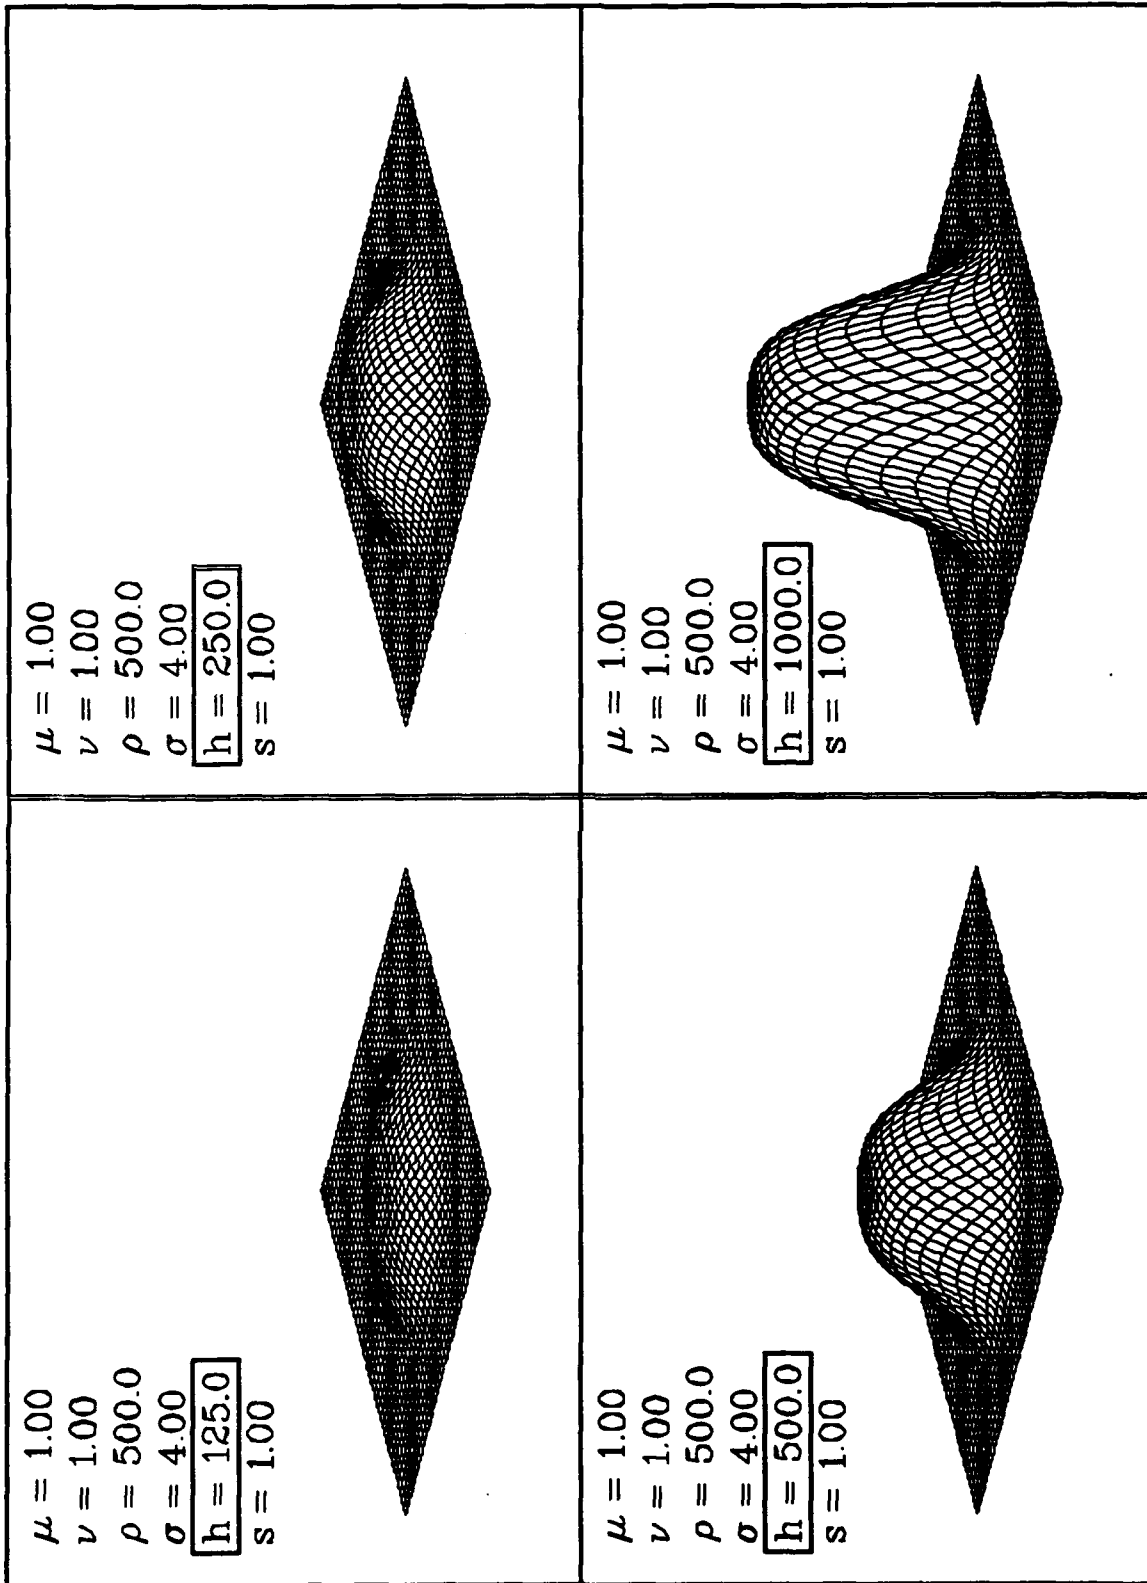 μ = 1.00
ν = 1.00
ρ = 500.0
σ = 4.00
h = 125.0
s = 1.00
μ = 1.00
ν = 1.00
ρ = 500.0
σ = 4.00
h = 250.0
s = 1.00
μ = 1.00
ν = 1.00
ρ = 500.0
σ = 4.00
h = 500.0
s = 1.00
μ = 1.00
ν = 1.00
ρ = 500.0
σ = 4.00
h = 1000.0
s = 1.00